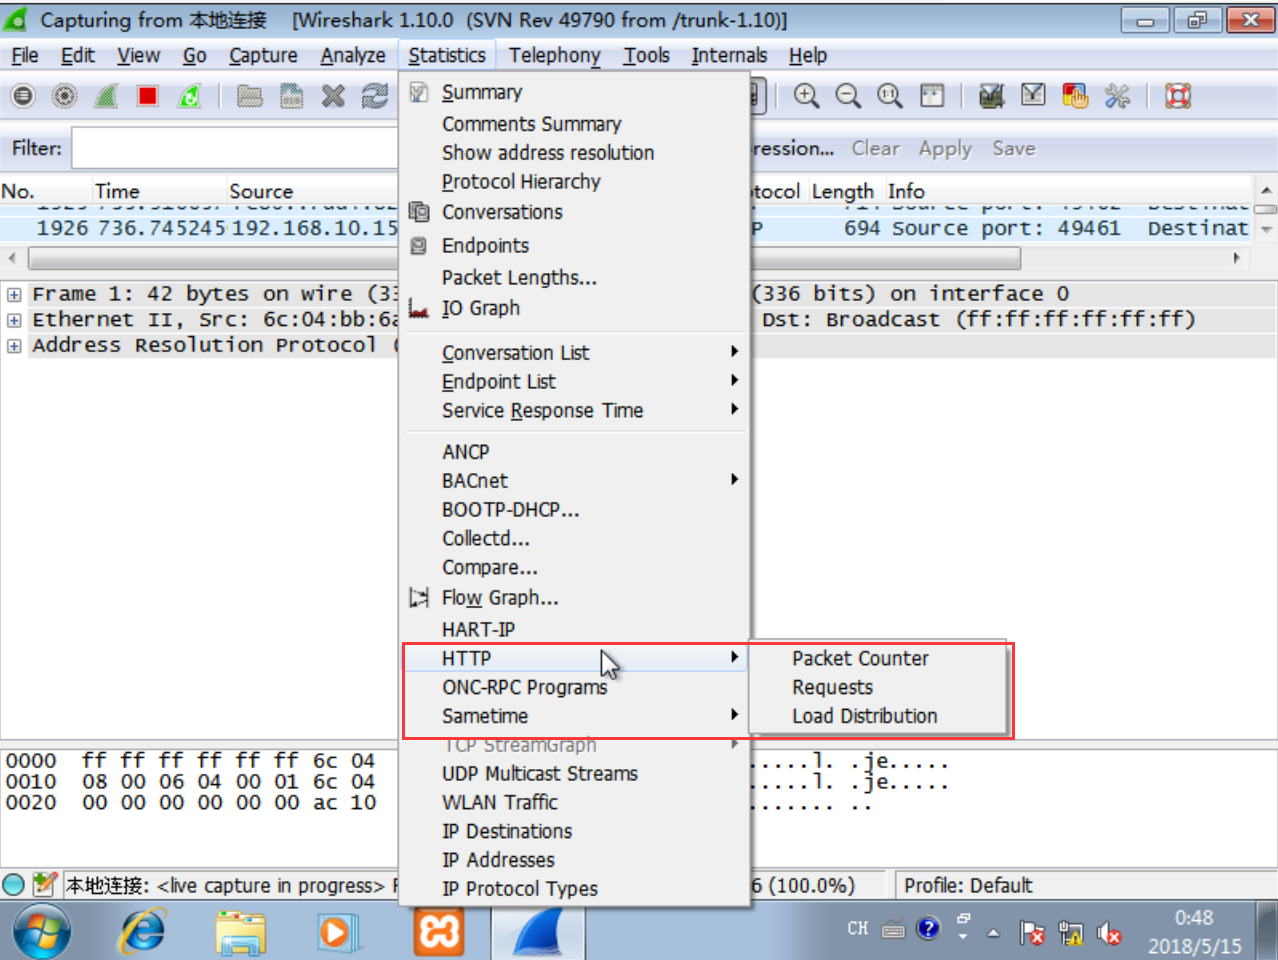 Capturing from 本地连接 [Wireshark 1.10.0 (SVN Rev 49790 from /trunk-1.10)]
File Edit View Go Capture Analyze Statistics Telephony Tools Internals Help
Summary
Comments Summary
Show address resolution
Protocol Hierarchy
Conversations
Endpoints
Packet Lengths...
IO Graph
Conversation List
Endpoint List
Service Response Time
ANCP
BACnet
BOOTP-DHCP...
Collectd...
Compare...
Flow Graph...
HART-IP
HTTP
ONC-RPC Programs
Sametime
TCP StreamGraph
UDP Multicast Streams
WLAN Traffic
IP Destinations
IP Addresses
IP Protocol Types
Packet Counter
Requests
Load Distribution
Filter: ression... Clear Apply Save
No. Time Source tocol Length Info
1926 736.745245 192.168.10.15 P 694 Source port: 49461 Destinat
Frame 1: 42 bytes on wire (33 (336 bits) on interface 0
Ethernet II, Src: 6c:04:bb:6a Dst: Broadcast (ff:ff:ff:ff:ff:ff)
Address Resolution Protocol (
0000 ff ff ff ff ff ff 6c 04 .....l. .je.....
0010 08 00 06 04 00 01 6c 04 .....l. .je.....
0020 00 00 00 00 00 00 ac 10 ....... ..
本地连接: <live capture in progress> F 6 (100.0%) Profile: Default
CH
0:48
2018/5/15